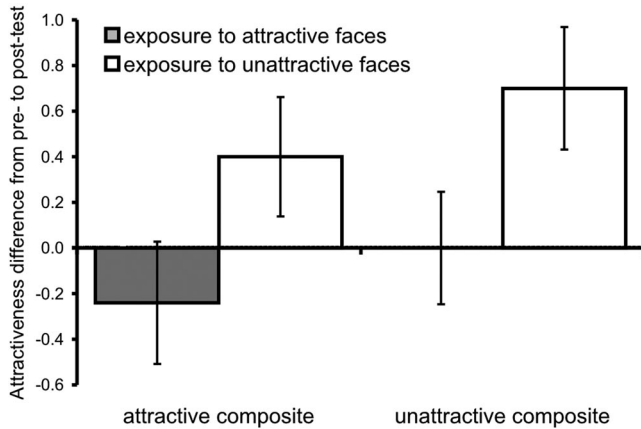 Attractiveness difference from pre- to post-test
1.0
0.8
0.6
0.4
0.2
0.0
-0.2
-0.4
-0.6
exposure to attractive faces
exposure to unattractive faces
attractive composite
unattractive composite